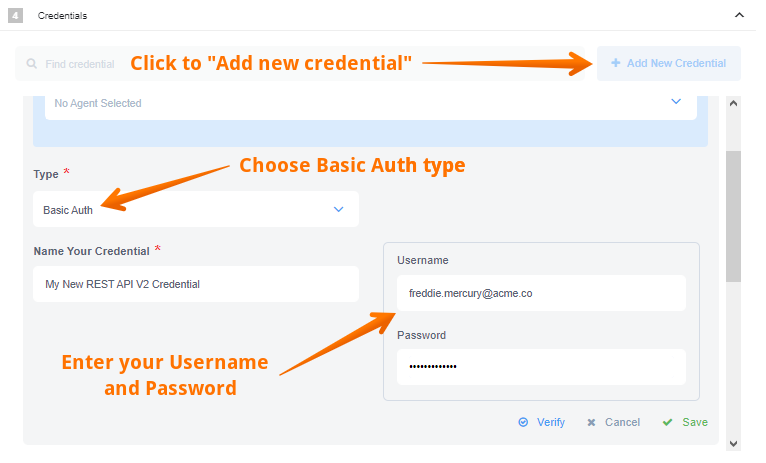 4 Credentials
Find credential Click to "Add new credential" Add New Credential
No Agent Selected
Choose Basic Auth type
Type *
Basic Auth
Name Your Credential *
My New REST API V2 Credential
Username
freddie.mercury@acme.co
Password
•••••••••••••
Enter your Username
and Password
Verify Cancel Save